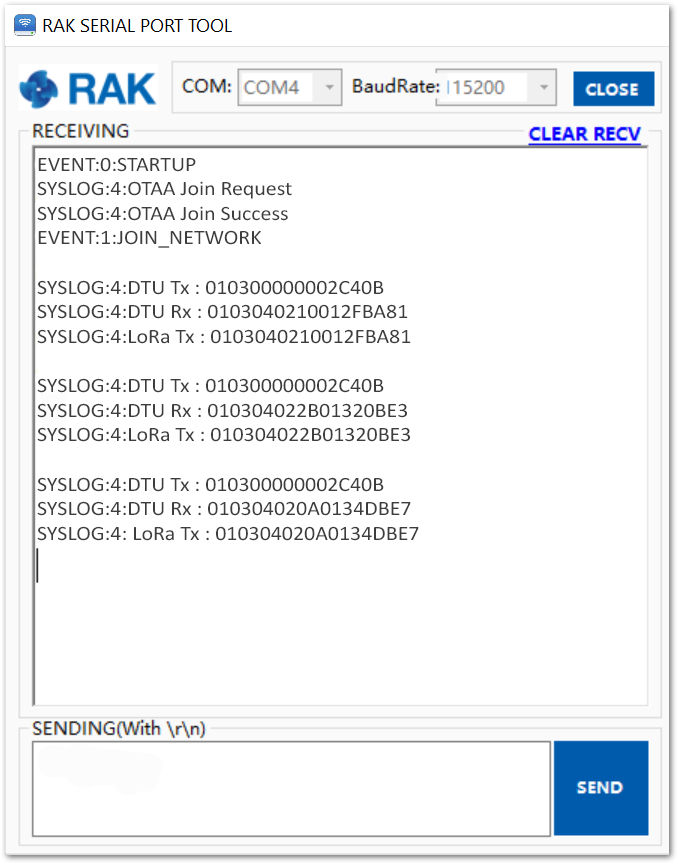 RAK SERIAL PORT TOOL
RAK COM: COM4 BaudRate: 115200 CLOSE
RECEIVING CLEAR RECV
EVENT:0:STARTUP
SYSLOG:4:OTAA Join Request
SYSLOG:4:OTAA Join Success
EVENT:1:JOIN_NETWORK
SYSLOG:4:DTU Tx : 010300000002C40B
SYSLOG:4:DTU Rx : 0103040210012FBA81
SYSLOG:4:LoRa Tx : 0103040210012FBA81
SYSLOG:4:DTU Tx : 010300000002C40B
SYSLOG:4:DTU Rx : 010304022B01320BE3
SYSLOG:4:LoRa Tx : 010304022B01320BE3
SYSLOG:4:DTU Tx : 010300000002C40B
SYSLOG:4:DTU Rx : 010304020A0134DBE7
SYSLOG:4: LoRa Tx : 010304020A0134DBE7
SENDING(With \r\n)
SEND